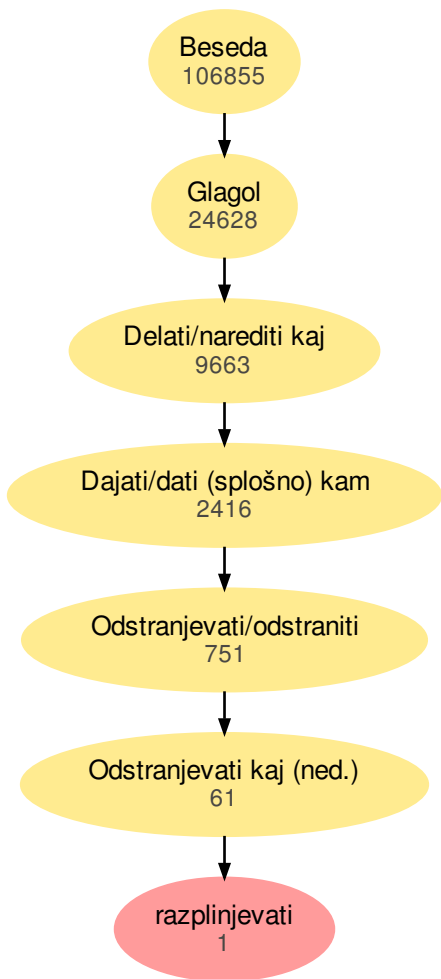 Beseda
106855
Glagol
24628
Delati/narediti kaj
9663
Dajati/dati (splošno) kam
2416
Odstranjevati/odstraniti
751
Odstranjevati kaj (ned.)
61
razplinjevati
1